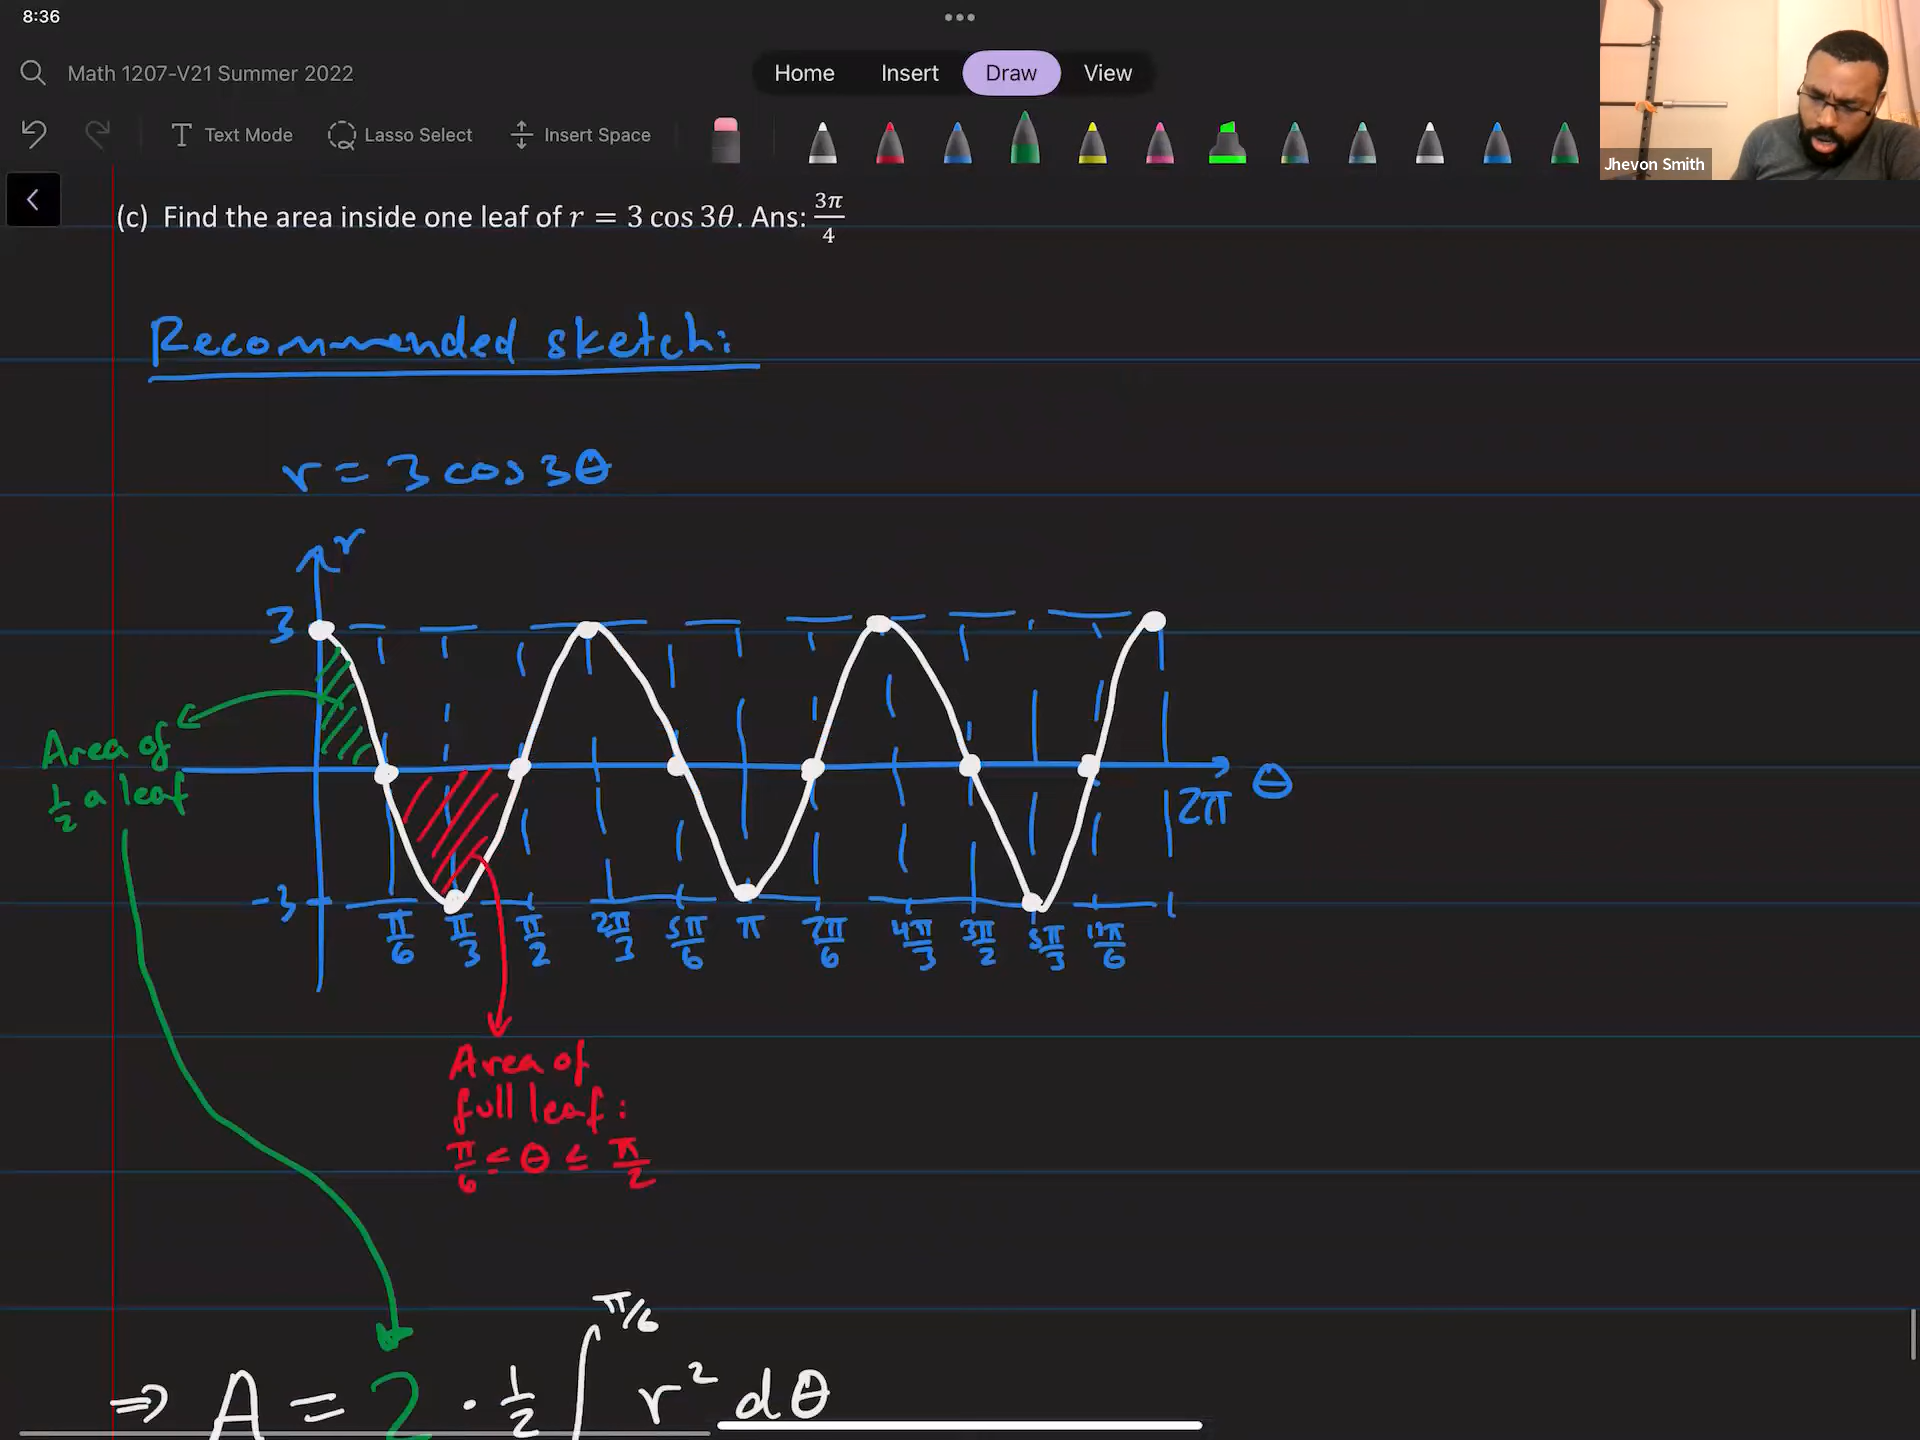 8:36
Math 1207-V21 Summer 2022
Home Insert Draw View
Text Mode Lasso Select Insert Space
Jhevon Smith
(c) Find the area inside one leaf of r = 3 cos 3θ. Ans: 3π/4
Recommended sketch:
r = 3 cos 3θ
r
3
Area of
1/2 a leaf
θ
2π
-3
π/6 π/3 π/2 2π/3 5π/6 π 7π/6 4π/3 3π/2 5π/3 11π/6
Area of
full leaf:
π/6 ≤ θ ≤ π/2
⇒ A = 2 · 1/2 ∫^π/6 r² dθ